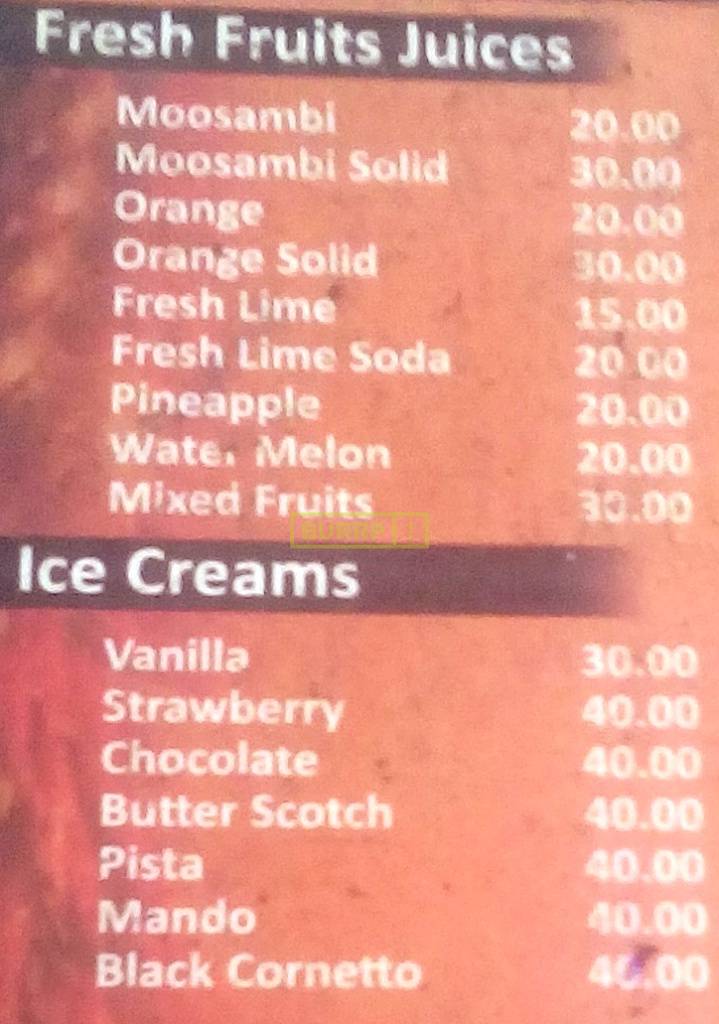 Fresh Fruits Juices
Moosambi 20.00
Moosambi Solid 30.00
Orange 20.00
Orange Solid 30.00
Fresh Lime 15.00
Fresh Lime Soda 20.00
Pineapple 20.00
Water Melon 20.00
Mixed Fruits 30.00
BURRP!
Ice Creams
Vanilla 30.00
Strawberry 40.00
Chocolate 40.00
Butter Scotch 40.00
Pista 40.00
Mando 40.00
Black Cornetto 40.00